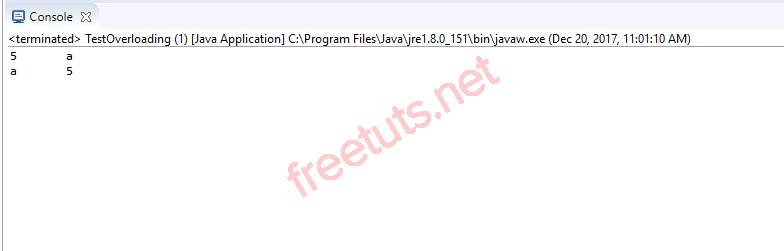 Console
<terminated> TestOverloading (1) [Java Application] C:\Program Files\Java\jre1.8.0_151\bin\javaw.exe (Dec 20, 2017, 11:01:10 AM)
5 a
a 5
freetuts.net